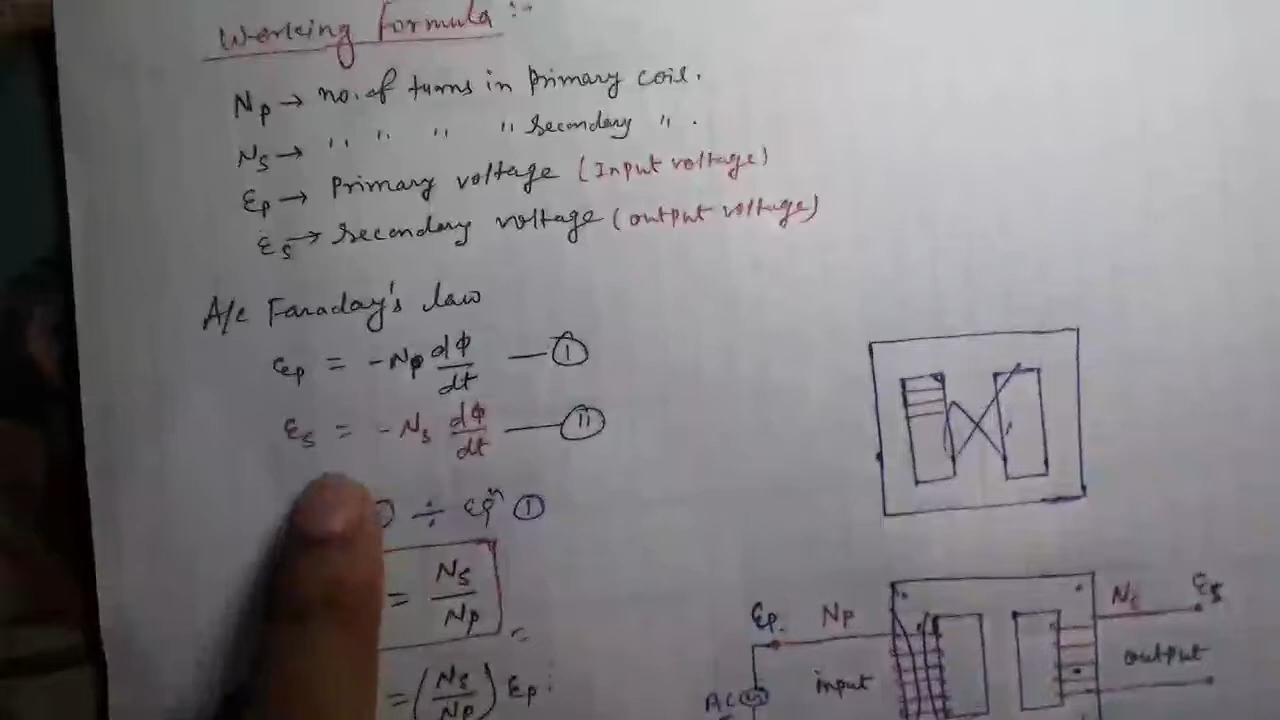 Working formula :-
Np → no. of turns in primary coil.
Ns → " " " " secondary " .
Ep → Primary voltage (Input voltage)
Es → secondary voltage (output voltage)
A/c Faraday's law
Ep = -Np dΦ/dt — I
Es = -Ns dΦ/dt — II
÷ eqn I
= Ns/Np
= (Ns/Np) Ep
Ep Np
Ns Es
input
output
AC